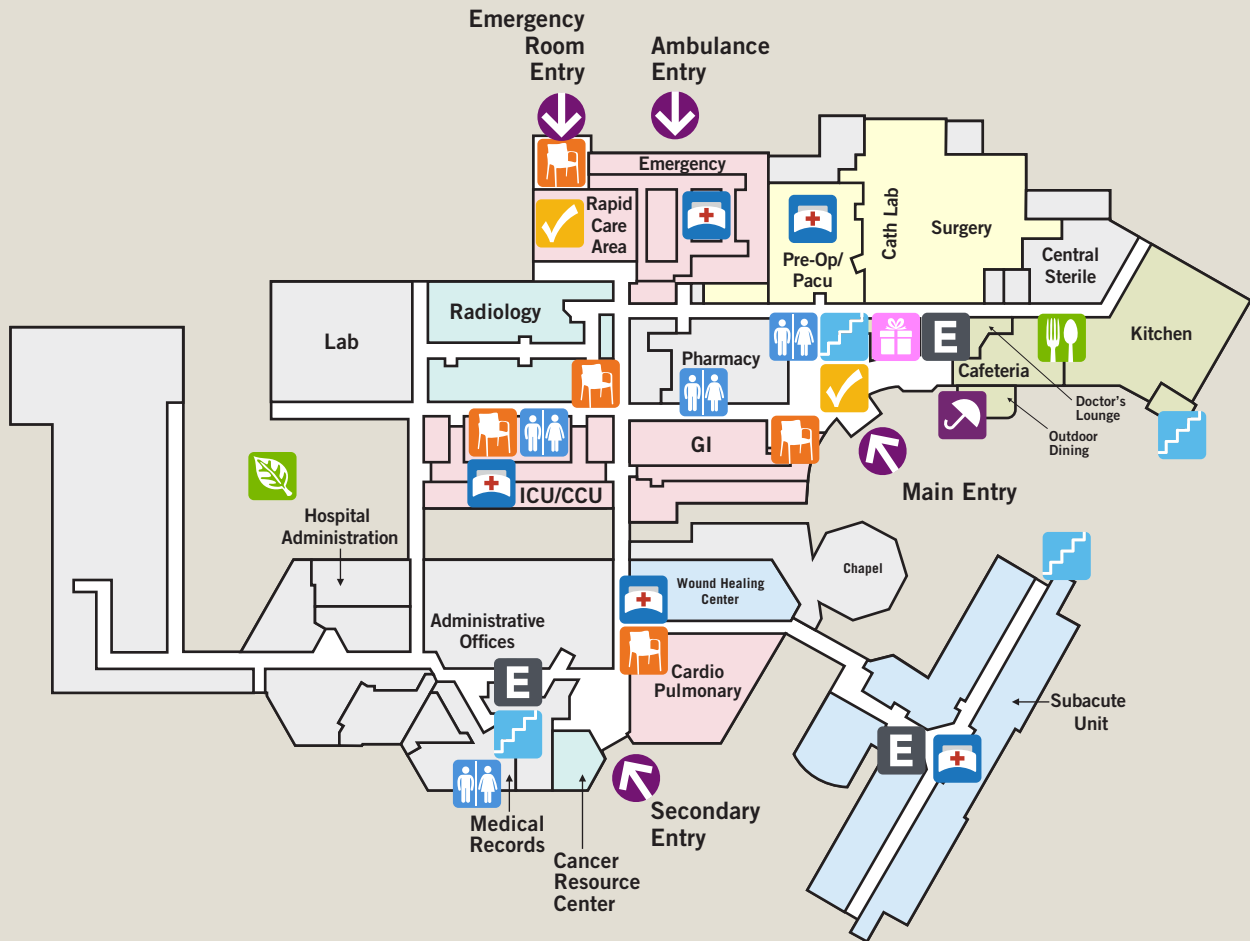 Emergency
Room
Entry
Ambulance
Entry
Emergency
Rapid
Care
Area
Pre-Op/
Pacu
Cath Lab
Surgery
Central
Sterile
Radiology
Lab
Pharmacy
E
Cafeteria
Kitchen
Doctor's
Lounge
Outdoor
Dining
GI
Main Entry
ICU/CCU
Hospital
Administration
Wound Healing
Center
Chapel
Administrative
Offices
E
Cardio
Pulmonary
Subacute
Unit
E
Secondary
Entry
Medical
Records
Cancer
Resource
Center